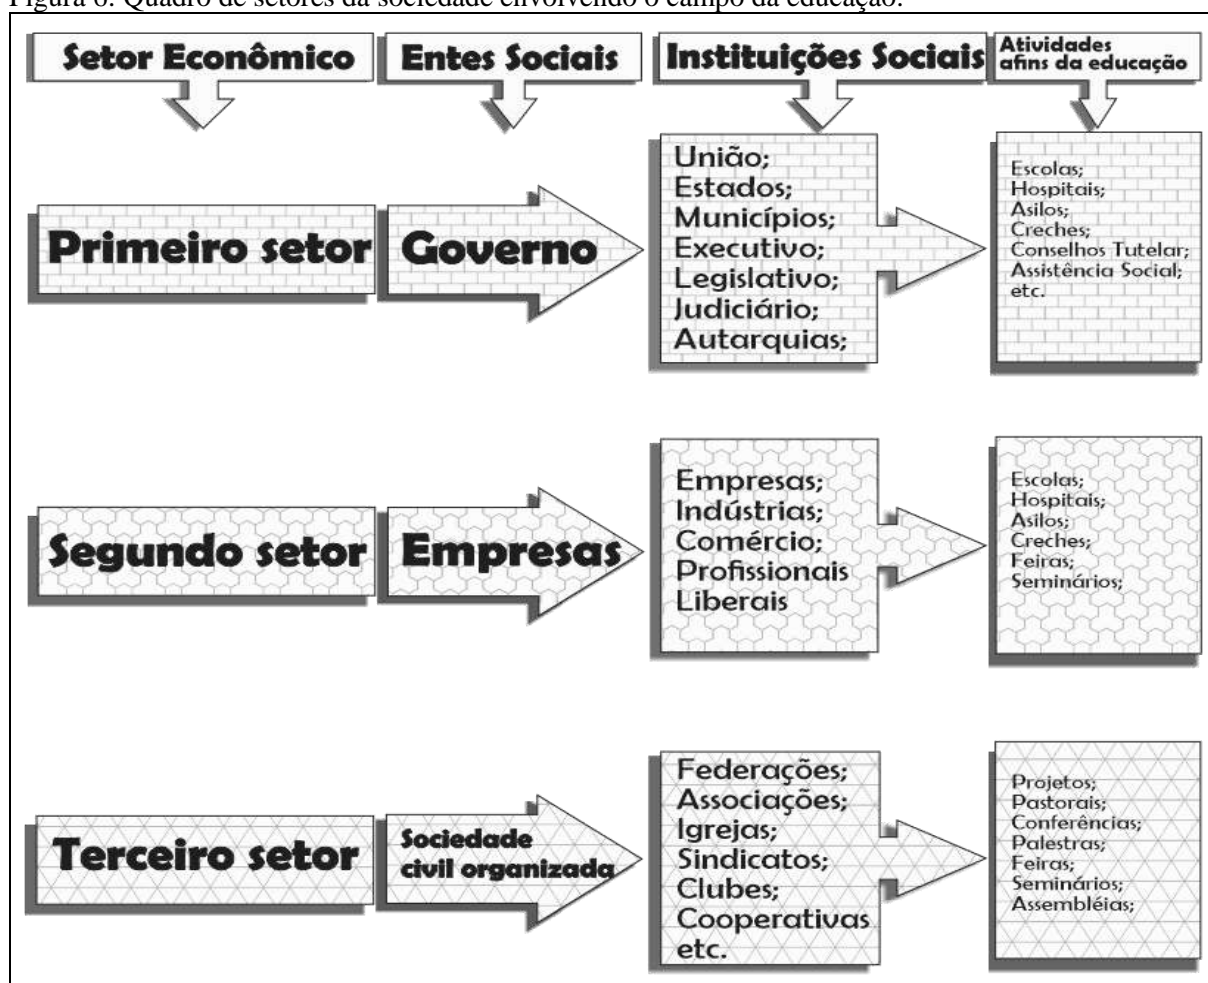 Figura 6: Quadro de setores da sociedade envolvendo o campo da educação.
Setor Econômico
Entes Sociais
Instituições Sociais
Atividades
afins da educação
Primeiro setor
Governo
União;
Estados;
Municípios;
Executivo;
Legislativo;
Judiciário;
Autarquias;
Escolas;
Hospitais;
Asilos;
Creches;
Conselhos Tutelar;
Assistência Social;
etc.
Segundo setor
Empresas
Empresas;
Indústrias;
Comércio;
Profissionais
Liberais
Escolas;
Hospitais;
Asilos;
Creches;
Feiras;
Seminários;
Terceiro setor
Sociedade
civil organizada
Federações;
Associações;
Igrejas;
Sindicatos;
Clubes;
Cooperativas
etc.
Projetos;
Pastorais;
Conferências;
Palestras;
Feiras;
Seminários;
Assembléias;